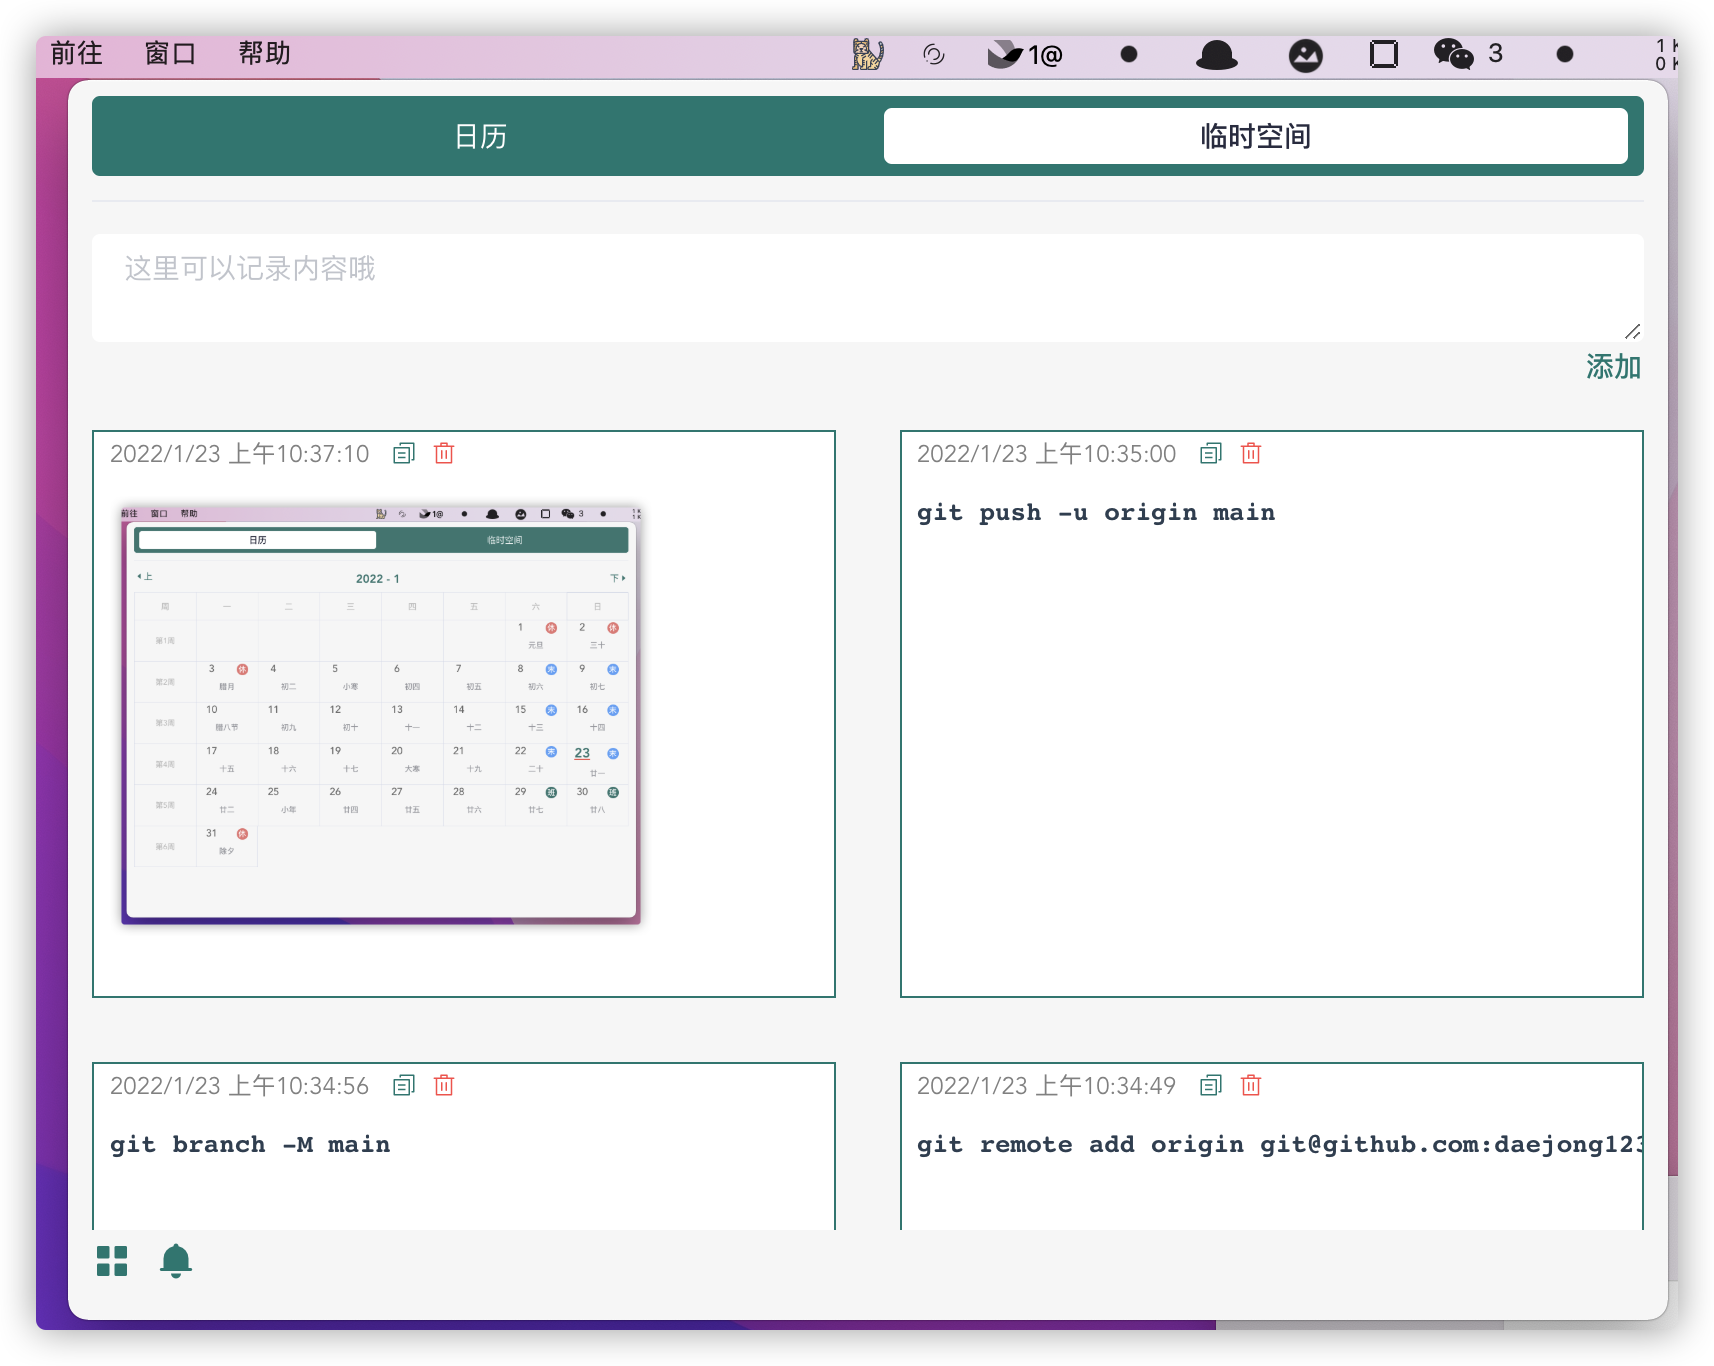 前往 窗口 帮助 1@ 3 1 K
0 K
日历 临时空间
这里可以记录内容哦
添加
2022/1/23 上午10:37:10
前往 窗口 帮助 1@ 3
日历 临时空间
上 2022 - 1 下
周 一 二 三 四 五 六 日
第1周 1 休 元旦 2 休 三十
第2周 3 休 腊月 4 初二 5 小寒 6 初四 7 初五 8 末 初六 9 末 初七
第3周 10 腊八节 11 初九 12 初十 13 十一 14 十二 15 末 十三 16 末 十四
第4周 17 十五 18 十六 19 十七 20 大寒 21 十九 22 末 二十 23 末 廿一
第5周 24 廿二 25 小年 26 廿四 27 廿五 28 廿六 29 班 廿七 30 班 廿八
第6周 31 休 除夕
2022/1/23 上午10:35:00
git push -u origin main
2022/1/23 上午10:34:56
git branch -M main
2022/1/23 上午10:34:49
git remote add origin git@github.com:daejong123